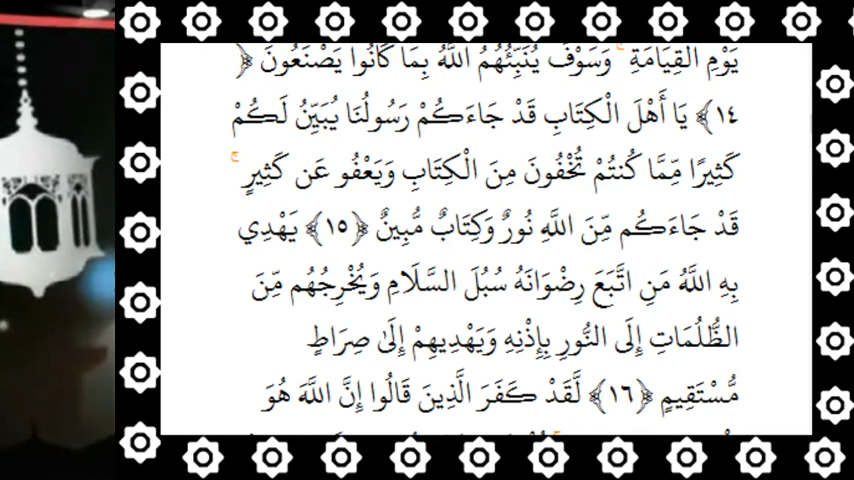 يَوْمِ الْقِيَامَةِ ۚ وَسَوْفَ يُنَبِّئُهُمُ اللَّهُ بِمَا كَانُوا يَصْنَعُونَ ﴿
١٤﴾ يَا أَهْلَ الْكِتَابِ قَدْ جَاءَكُمْ رَسُولُنَا يُبَيِّنُ لَكُمْ
كَثِيرًا مِّمَّا كُنتُمْ تُخْفُونَ مِنَ الْكِتَابِ وَيَعْفُو عَن كَثِيرٍ ۚ
قَدْ جَاءَكُم مِّنَ اللَّهِ نُورٌ وَكِتَابٌ مُّبِينٌ ﴿١٥﴾ يَهْدِي
بِهِ اللَّهُ مَنِ اتَّبَعَ رِضْوَانَهُ سُبُلَ السَّلَامِ وَيُخْرِجُهُم مِّنَ
الظُّلُمَاتِ إِلَى النُّورِ بِإِذْنِهِ وَيَهْدِيهِمْ إِلَىٰ صِرَاطٍ
مُّسْتَقِيمٍ ﴿١٦﴾ لَّقَدْ كَفَرَ الَّذِينَ قَالُوا إِنَّ اللَّهَ هُوَ